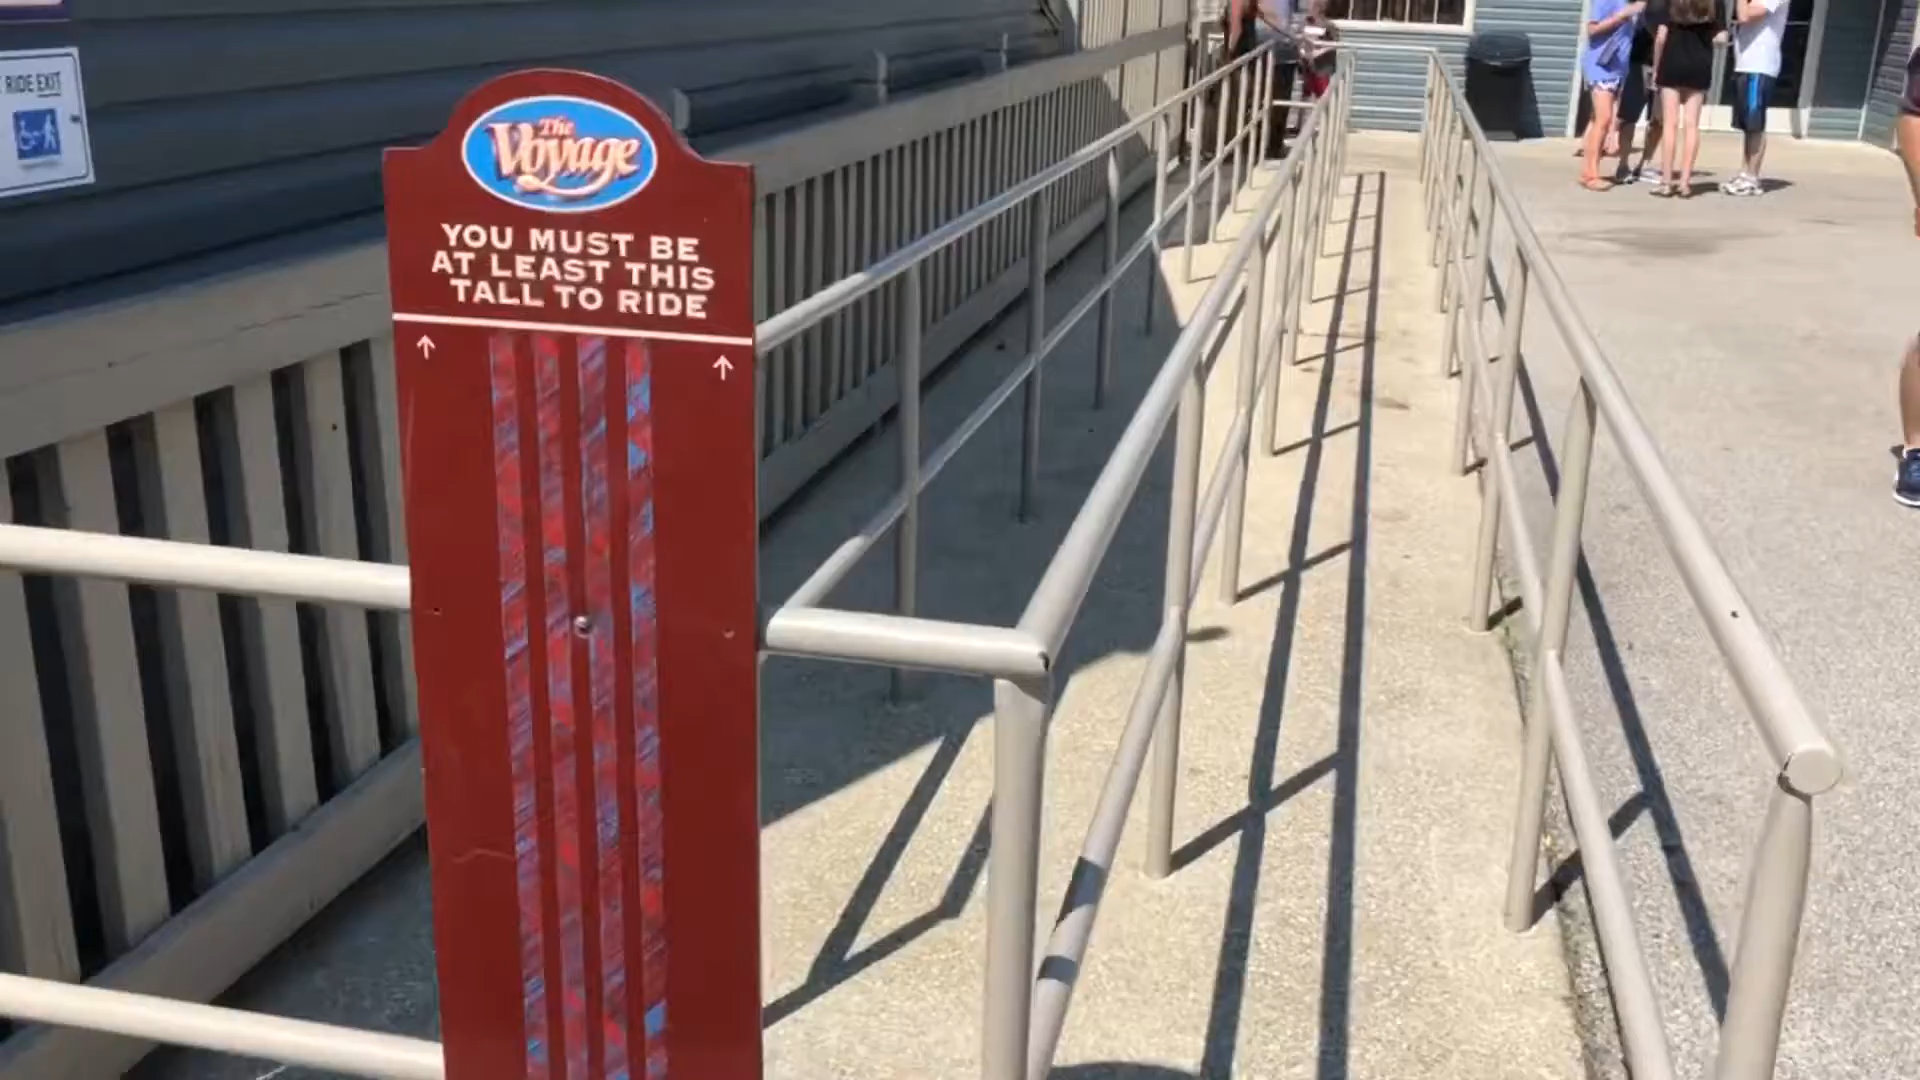 RIDE EXIT
The
Voyage
YOU MUST BE
AT LEAST THIS
TALL TO RIDE